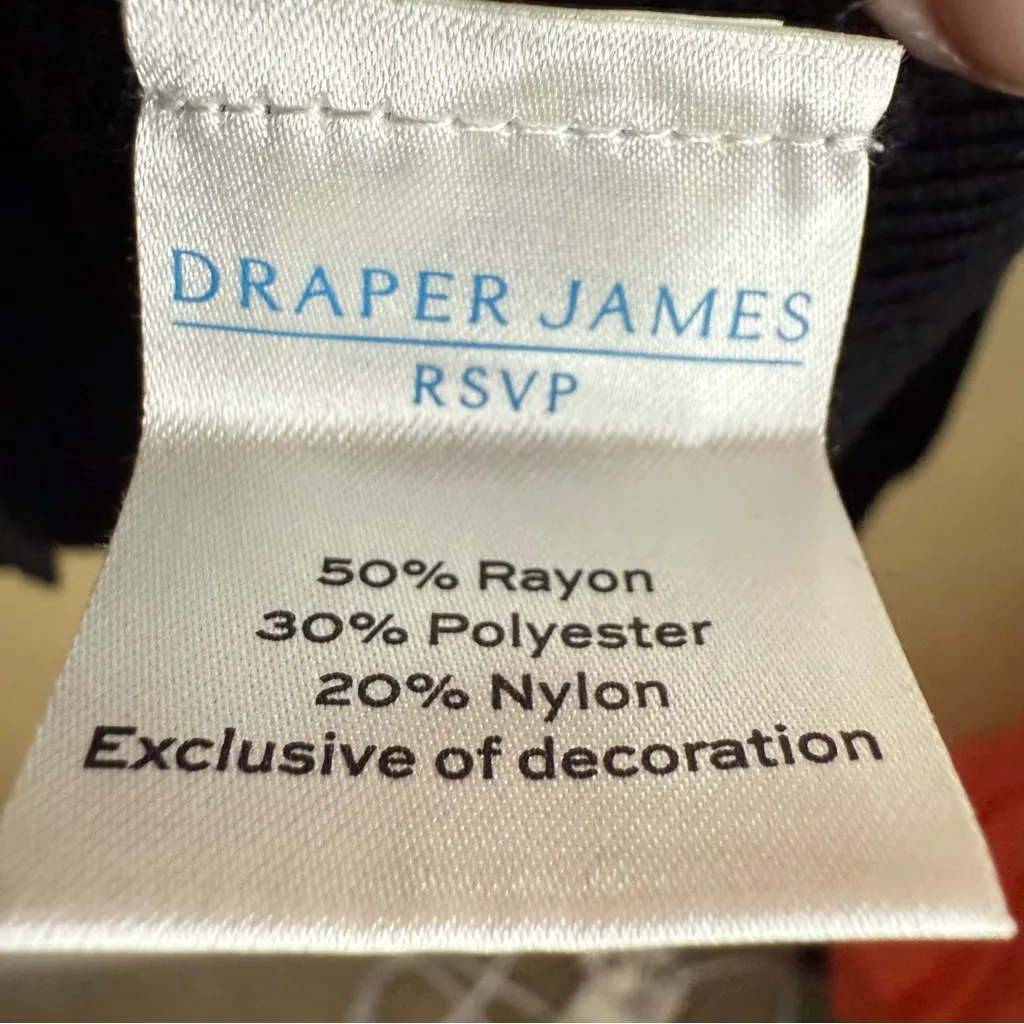 DRAPER JAMES
RSVP
50% Rayon
30% Polyester
20% Nylon
Exclusive of decoration